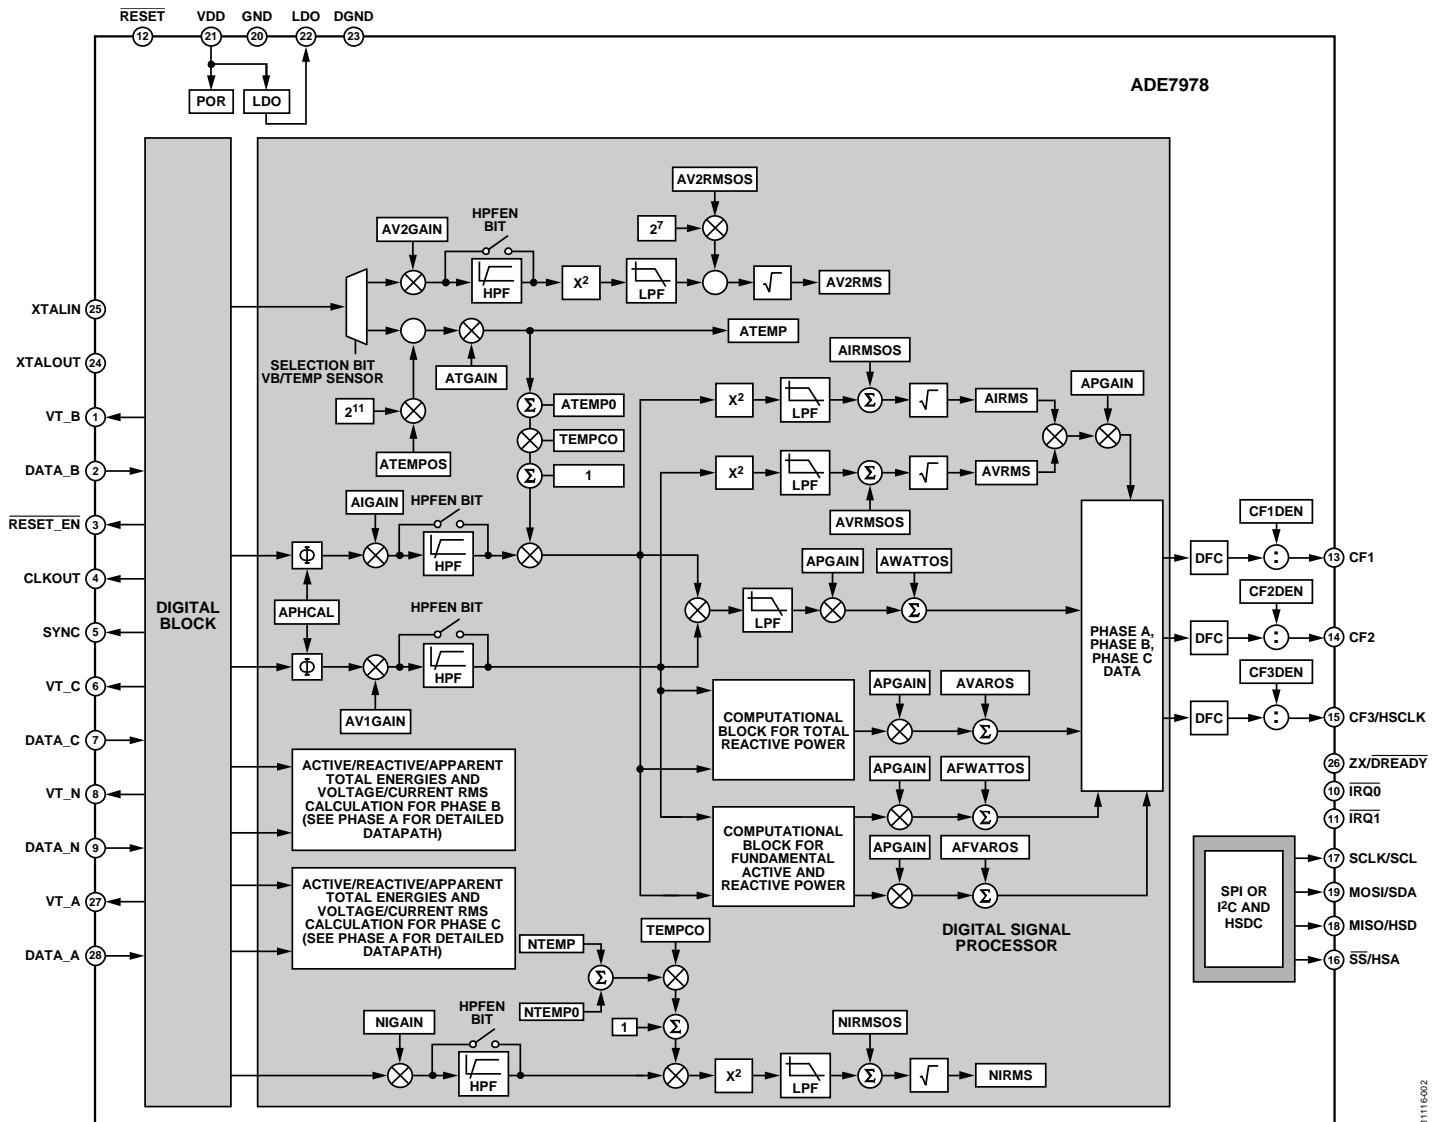 RESET VDD GND LDO DGND
12 21 20 22 23
POR LDO
ADE7978
AV2RMSOS
HPFEN
BIT
AV2GAIN
2⁷
HPF
X²
LPF
√
AV2RMS
XTALIN 25
ATEMP
SELECTION BIT
VB/TEMP SENSOR
XTALOUT 24
ATGAIN
AIRMSOS
APGAIN
2¹¹
Σ ATEMP0
X²
LPF
Σ
√
AIRMS
VT_B 1
TEMPCO
ATEMPOS
Σ 1
X²
LPF
Σ
√
AVRMS
DATA_B 2
AIGAIN
HPFEN BIT
AVRMSOS
CF1DEN
RESET_EN 3
Φ
HPF
APGAIN
AWATTOS
DFC
:
13 CF1
CLKOUT 4
APHCAL
HPFEN BIT
LPF
Σ
CF2DEN
DIGITAL
BLOCK
SYNC 5
PHASE A,
PHASE B,
PHASE C
DATA
DFC
:
14 CF2
Φ
HPF
VT_C 6
AV1GAIN
APGAIN
AVAROS
CF3DEN
COMPUTATIONAL
BLOCK FOR TOTAL
REACTIVE POWER
Σ
DFC
:
15 CF3/HSCLK
DATA_C 7
ACTIVE/REACTIVE/APPARENT
TOTAL ENERGIES AND
VOLTAGE/CURRENT RMS
CALCULATION FOR PHASE B
(SEE PHASE A FOR DETAILED
DATAPATH)
APGAIN
AFWATTOS
26 ZX/DREADY
VT_N 8
10 IRQ0
Σ
11 IRQ1
DATA_N 9
COMPUTATIONAL
BLOCK FOR
FUNDAMENTAL
ACTIVE AND
REACTIVE POWER
APGAIN
AFVAROS
Σ
17 SCLK/SCL
VT_A 27
ACTIVE/REACTIVE/APPARENT
TOTAL ENERGIES AND
VOLTAGE/CURRENT RMS
CALCULATION FOR PHASE C
(SEE PHASE A FOR DETAILED
DATAPATH)
SPI OR
I²C AND
HSDC
19 MOSI/SDA
18 MISO/HSD
16 SS/HSA
DATA_A 28
DIGITAL SIGNAL
PROCESSOR
TEMPCO
NTEMP
Σ
NTEMP0
1 Σ
NIGAIN
HPFEN
BIT
HPF
NIRMSOS
X²
LPF
Σ
√
NIRMS
11116-002